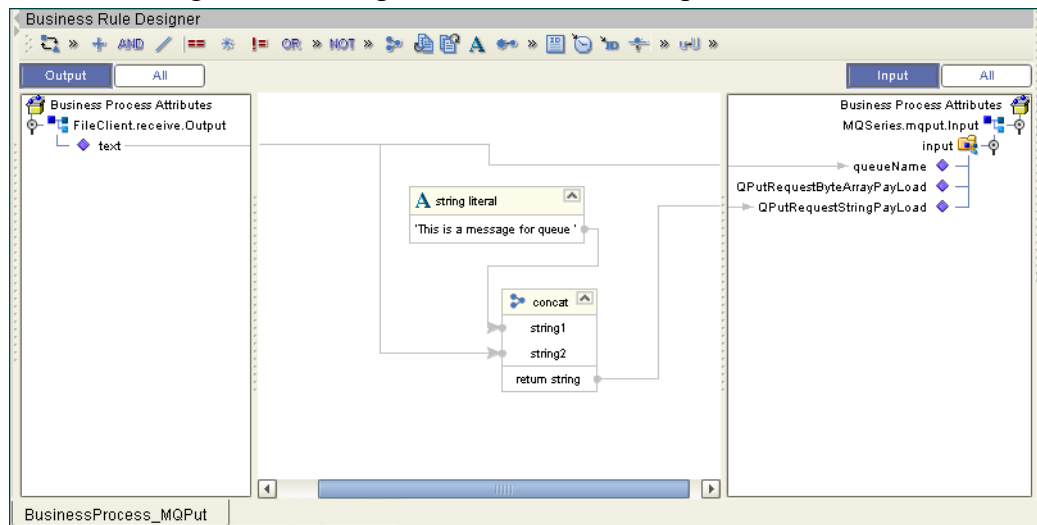 Business Rule Designer
» AND == != OR » NOT » A » »
Output All Input All
Business Process Attributes
FileClient.receive.Output
text
string literal
'This is a message for queue '
concat
string1
string2
return string
Business Process Attributes
MQSeries.mqput.Input
input
queueName
QPutRequestByteArrayPayLoad
QPutRequestStringPayLoad
BusinessProcess_MQPut